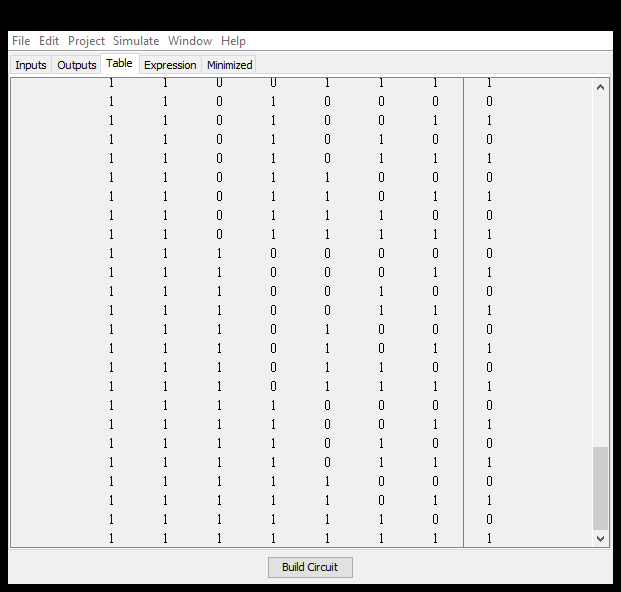 File Edit Project Simulate Window Help
Inputs Outputs Table Expression Minimized
1 1 0 0 1 1 1 1
1 1 0 1 0 0 0 0
1 1 0 1 0 0 1 1
1 1 0 1 0 1 0 0
1 1 0 1 0 1 1 1
1 1 0 1 1 0 0 0
1 1 0 1 1 0 1 1
1 1 0 1 1 1 0 0
1 1 0 1 1 1 1 1
1 1 1 0 0 0 0 0
1 1 1 0 0 0 1 1
1 1 1 0 0 1 0 0
1 1 1 0 0 1 1 1
1 1 1 0 1 0 0 0
1 1 1 0 1 0 1 1
1 1 1 0 1 1 0 0
1 1 1 0 1 1 1 1
1 1 1 1 0 0 0 0
1 1 1 1 0 0 1 1
1 1 1 1 0 1 0 0
1 1 1 1 0 1 1 1
1 1 1 1 1 0 0 0
1 1 1 1 1 0 1 1
1 1 1 1 1 1 0 0
1 1 1 1 1 1 1 1
Build Circuit